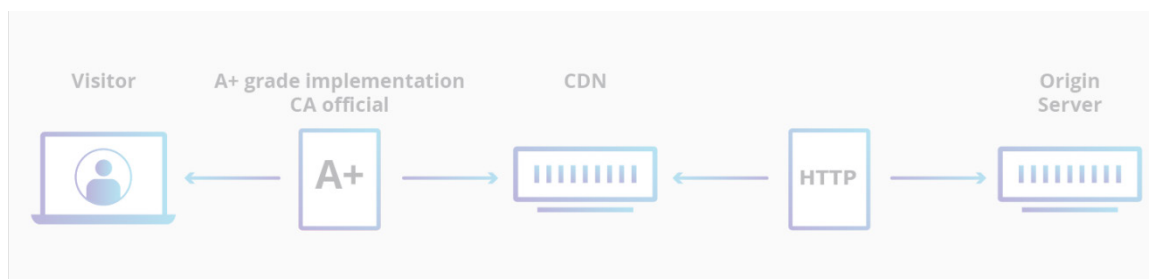 Visitor
A+ grade implementation
CA official
CDN
Origin
Server
A+
HTTP